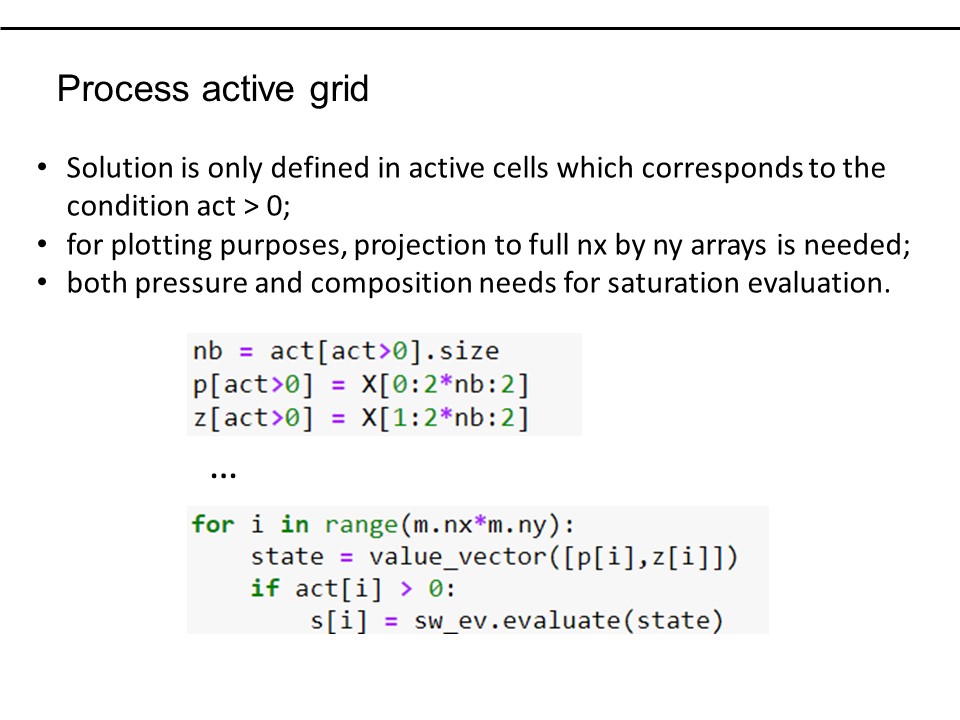 Process active grid
• Solution is only defined in active cells which corresponds to the
condition act > 0;
• for plotting purposes, projection to full nx by ny arrays is needed;
• both pressure and composition needs for saturation evaluation.
nb = act[act>0].size
p[act>0] = X[0:2*nb:2]
z[act>0] = X[1:2*nb:2]
...
for i in range(m.nx*m.ny):
    state = value_vector([p[i],z[i]])
    if act[i] > 0:
        s[i] = sw_ev.evaluate(state)